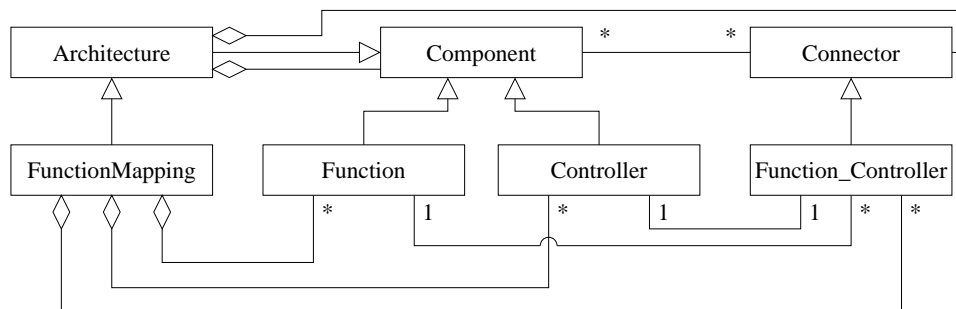 * *
Architecture Component Connector
FunctionMapping Function Controller Function_Controller
* 1 * 1 1 * *